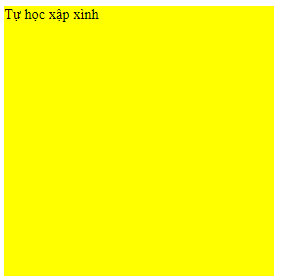 Tự học xập xình